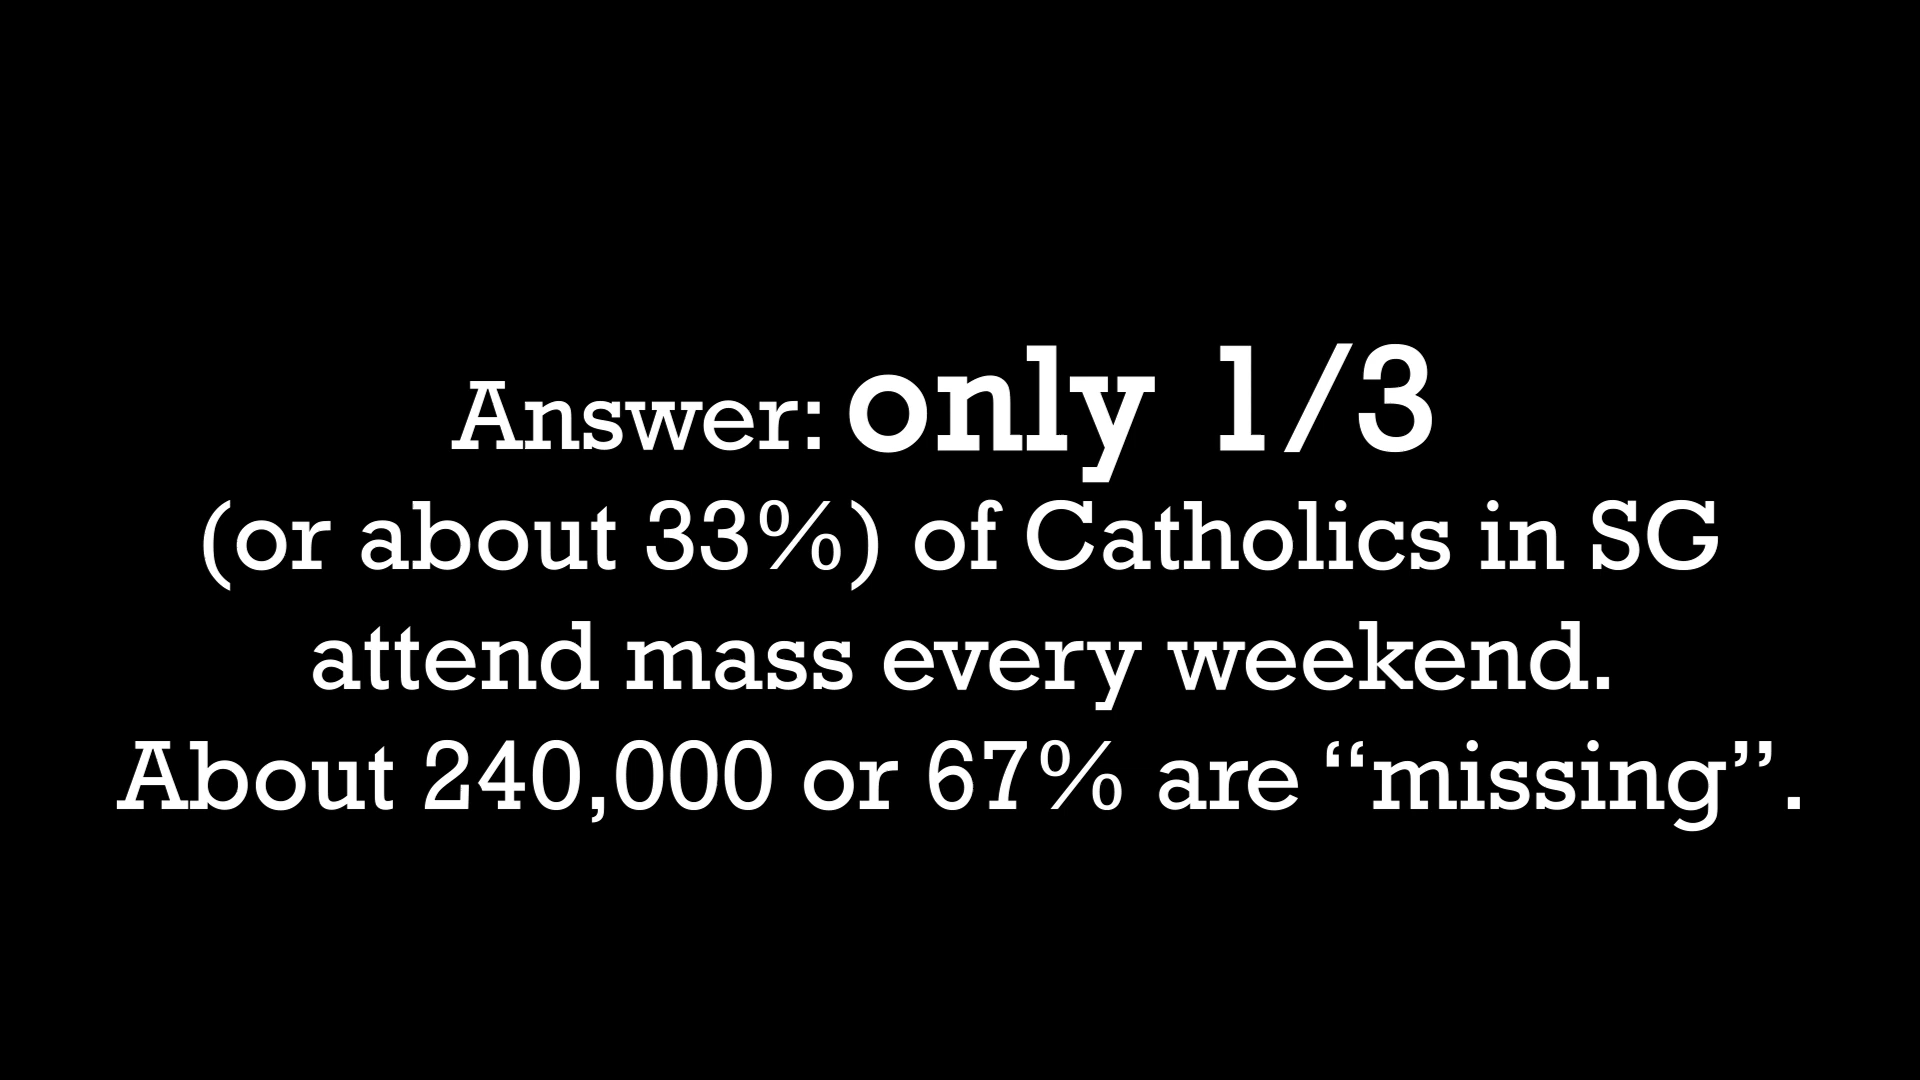 Answer: only 1/3
(or about 33%) of Catholics in SG
attend mass every weekend.
About 240,000 or 67% are “missing”.